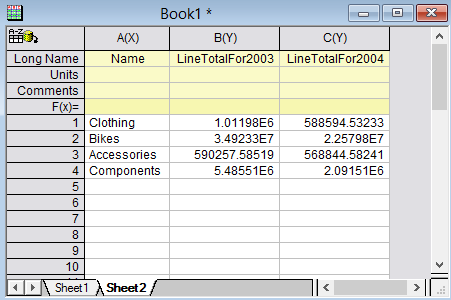 Book1 *
A(X) B(Y) C(Y)
Long Name Name LineTotalFor2003 LineTotalFor2004
Units
Comments
F(x)=
1 Clothing 1.01198E6 588594.53233
2 Bikes 3.49233E7 2.25798E7
3 Accessories 590257.58519 568844.58241
4 Components 5.48551E6 2.09151E6
5
6
7
8
9
10
Sheet1 Sheet2